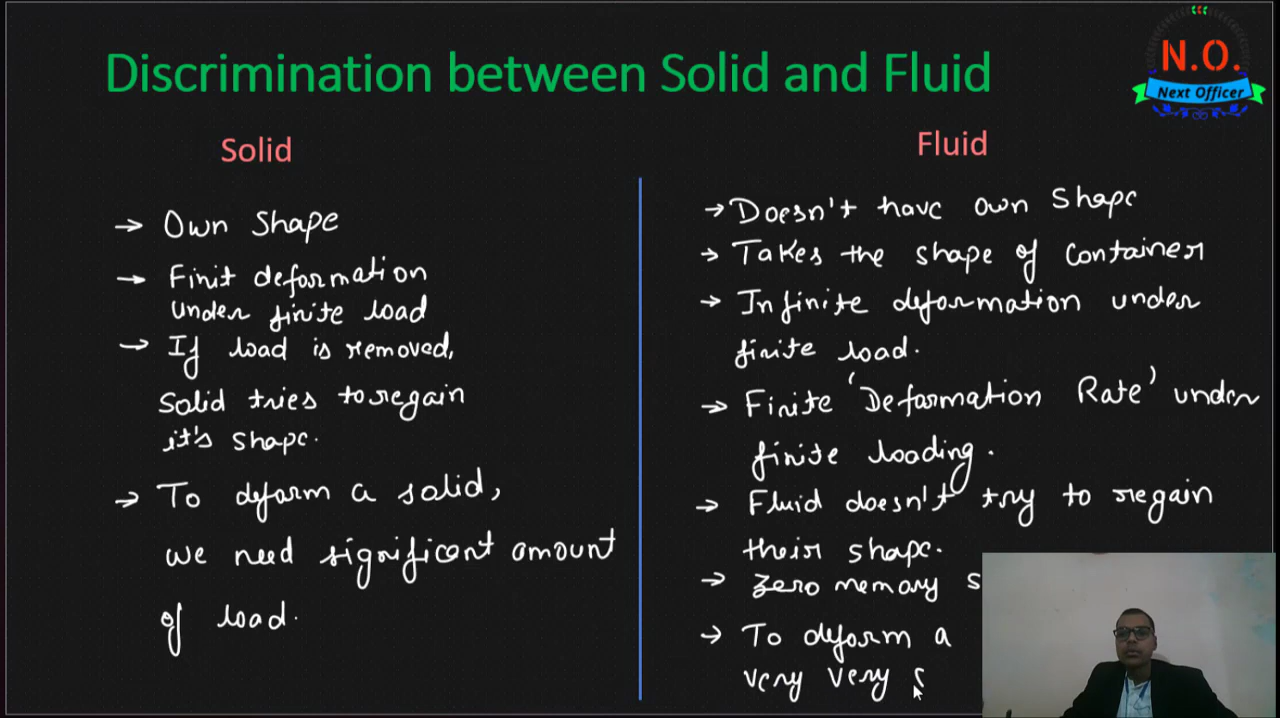 Discrimination between Solid and Fluid
N.O.
Next Officer
Solid
→ Own Shape
→ Finit deformation
under finite load
→ If load is removed,
Solid tries to regain
it's shape.
→ To deform a solid,
we need significant amount
of load.
Fluid
→ Doesn't have own Shape
→ Takes the shape of Container
→ Infinite deformation under
finite load.
→ Finite 'Deformation Rate' under
finite loading.
→ Fluid doesn't try to regain
their shape.
→ Zero memory S
→ To deform a
very very